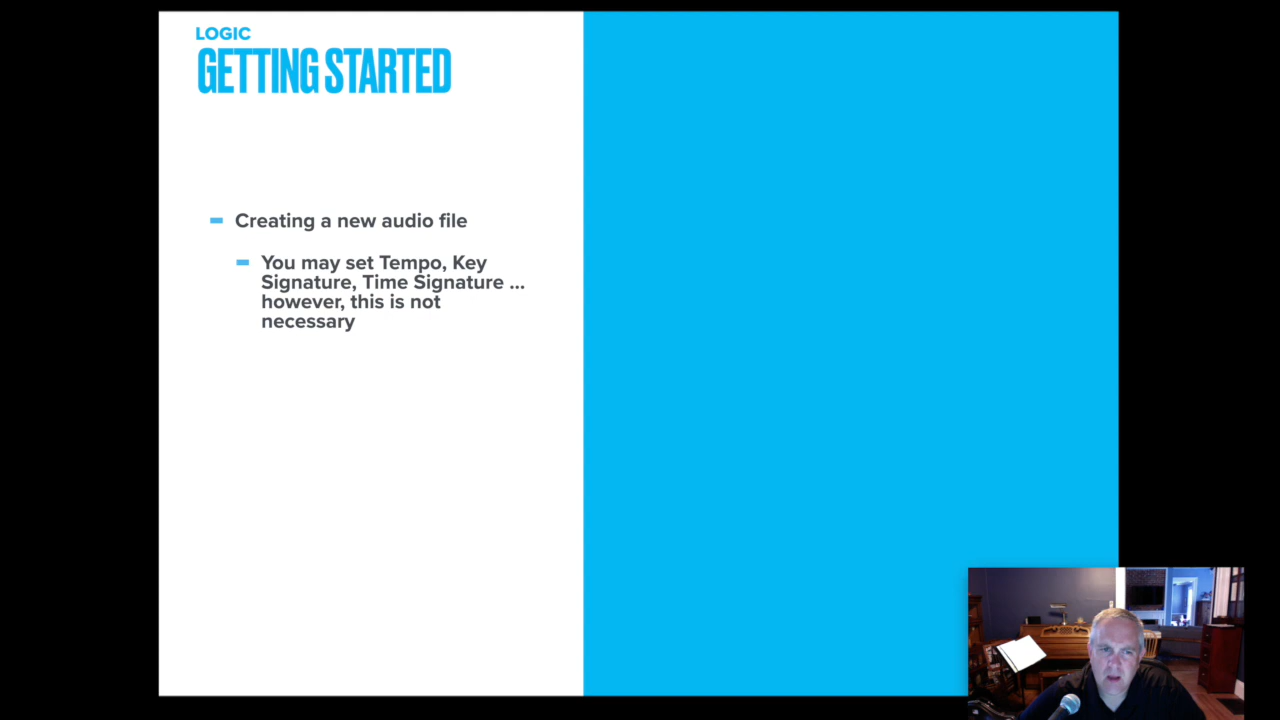 LOGIC
GETTING STARTED
Creating a new audio file
You may set Tempo, Key
Signature, Time Signature ...
however, this is not
necessary